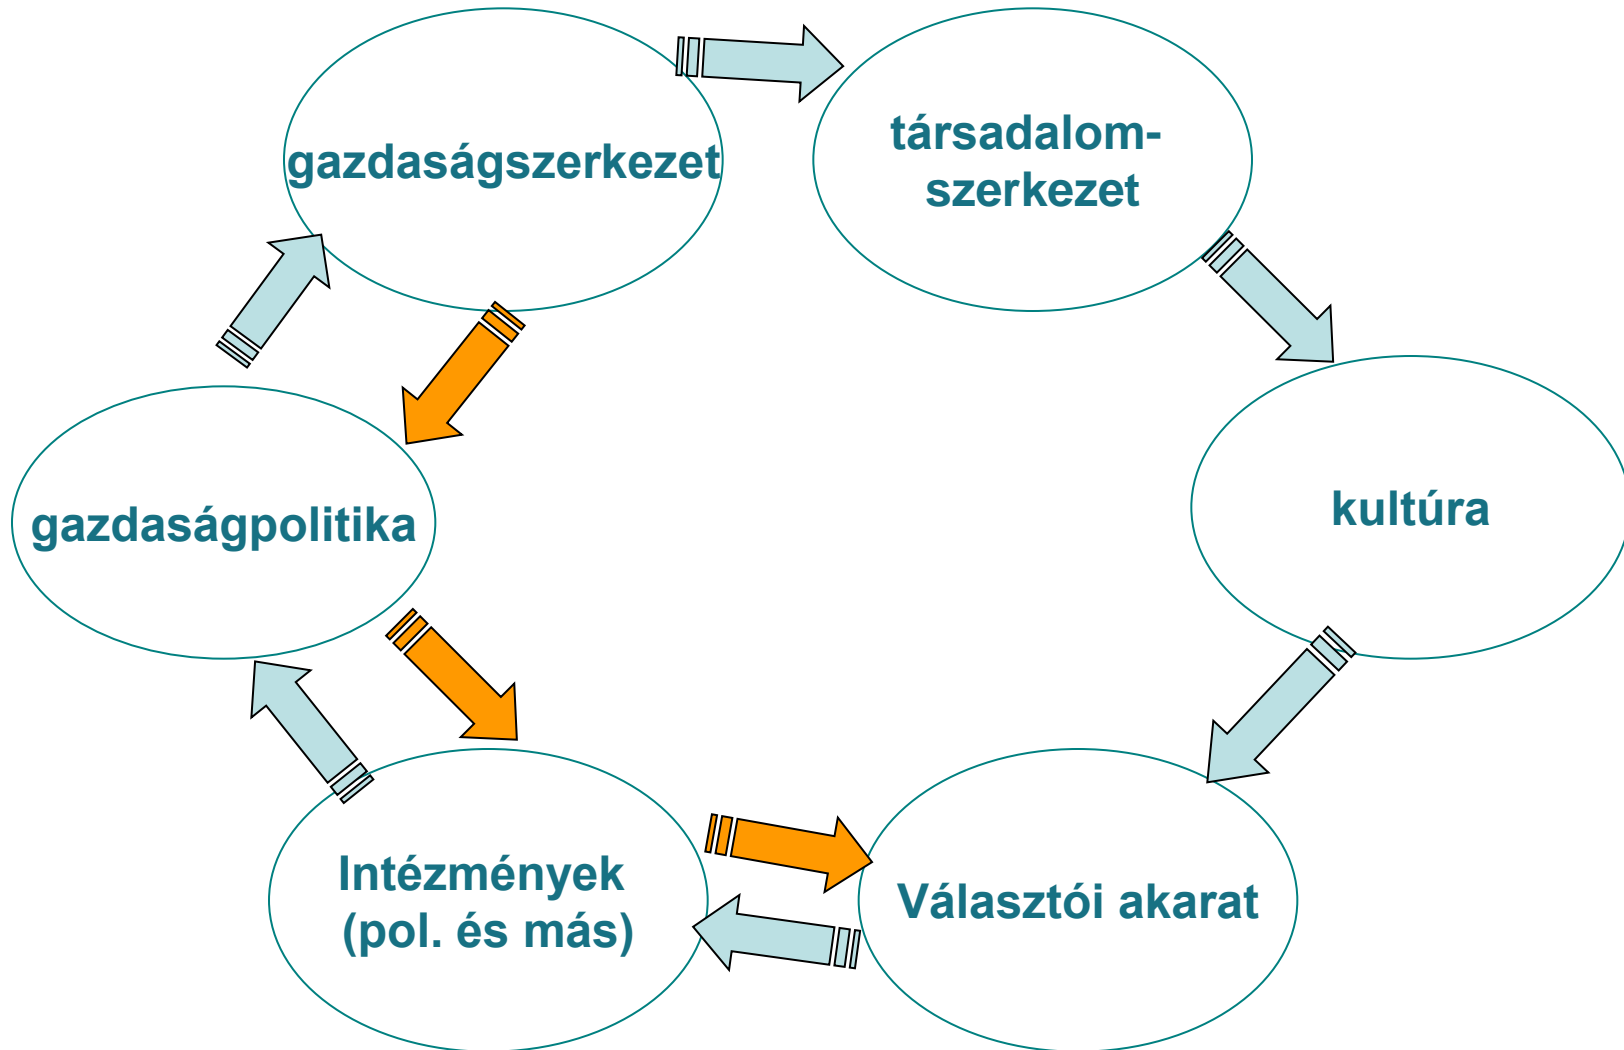 gazdaságszerkezet
társadalom-
szerkezet
kultúra
gazdaságpolitika
Intézmények
(pol. és más)
Választói akarat